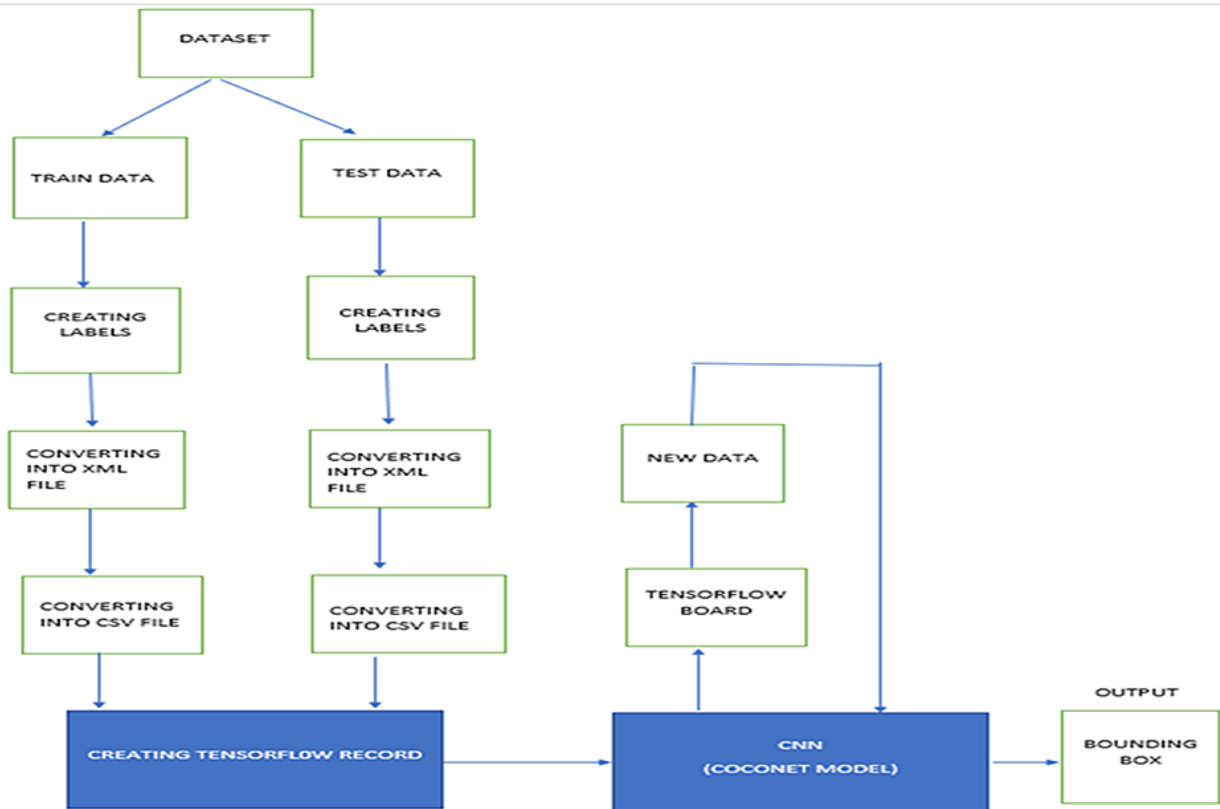 DATASET
TRAIN DATA
TEST DATA
CREATING
LABELS
CREATING
LABELS
CONVERTING
INTO XML
FILE
CONVERTING
INTO XML
FILE
NEW DATA
CONVERTING
INTO CSV FILE
CONVERTING
INTO CSV FILE
TENSORFLOW
BOARD
CREATING TENSORFLOW RECORD
CNN
(COCONET MODEL)
OUTPUT
BOUNDING
BOX